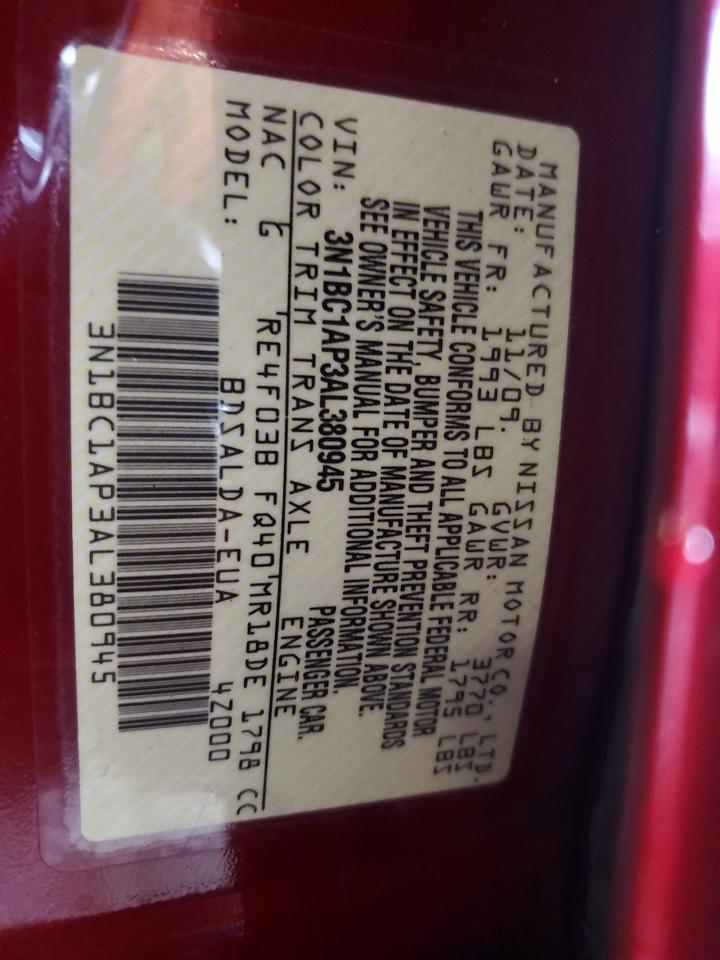 MANUFACTURED BY NISSAN MOTOR CO., LTD.
DATE: 11/09. GVWR: 3770 LBS
GAWR FR: 1993 LBS GAWR RR: 1795 LBS
THIS VEHICLE CONFORMS TO ALL APPLICABLE FEDERAL MOTOR
VEHICLE SAFETY, BUMPER AND THEFT PREVENTION STANDARDS
IN EFFECT ON THE DATE OF MANUFACTURE SHOWN ABOVE.
SEE OWNER'S MANUAL FOR ADDITIONAL INFORMATION.
VIN: 3N1BC1AP3AL380945 PASSENGER CAR.
COLOR TRIM TRANS AXLE ENGINE
NAC G RE4F03B FQ40 MR18DE 1798 CC
MODEL: BDSALDA-EUA 4Z000
3N1BC1AP3AL380945